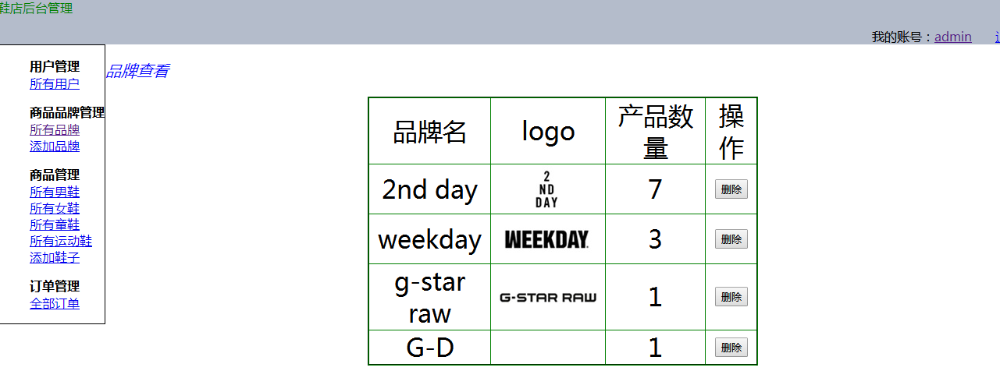 鞋店后台管理
我的账号：admin
用户管理
所有用户
商品品牌管理
所有品牌
添加品牌
商品管理
所有男鞋
所有女鞋
所有童鞋
所有运动鞋
添加鞋子
订单管理
全部订单
品牌查看
品牌名 logo 产品数量 操作
2nd day 2 ND DAY 7 删除
weekday WEEKDAY. 3 删除
g-star raw G-STAR RAW 1 删除
G-D 1 删除